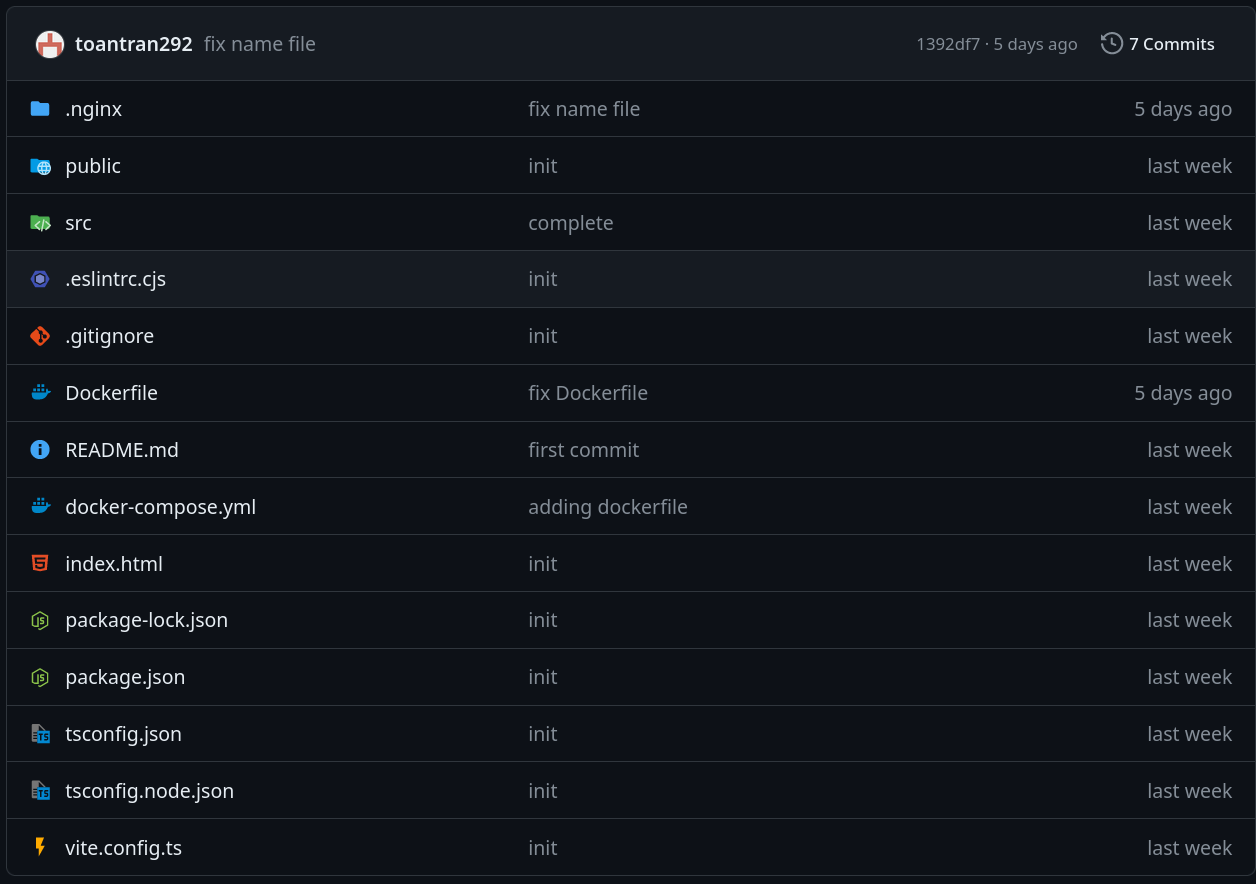 toantran292 fix name file 1392df7 · 5 days ago 7 Commits
.nginx fix name file 5 days ago
public init last week
src complete last week
.eslintrc.cjs init last week
.gitignore init last week
Dockerfile fix Dockerfile 5 days ago
README.md first commit last week
docker-compose.yml adding dockerfile last week
index.html init last week
package-lock.json init last week
package.json init last week
tsconfig.json init last week
tsconfig.node.json init last week
vite.config.ts init last week